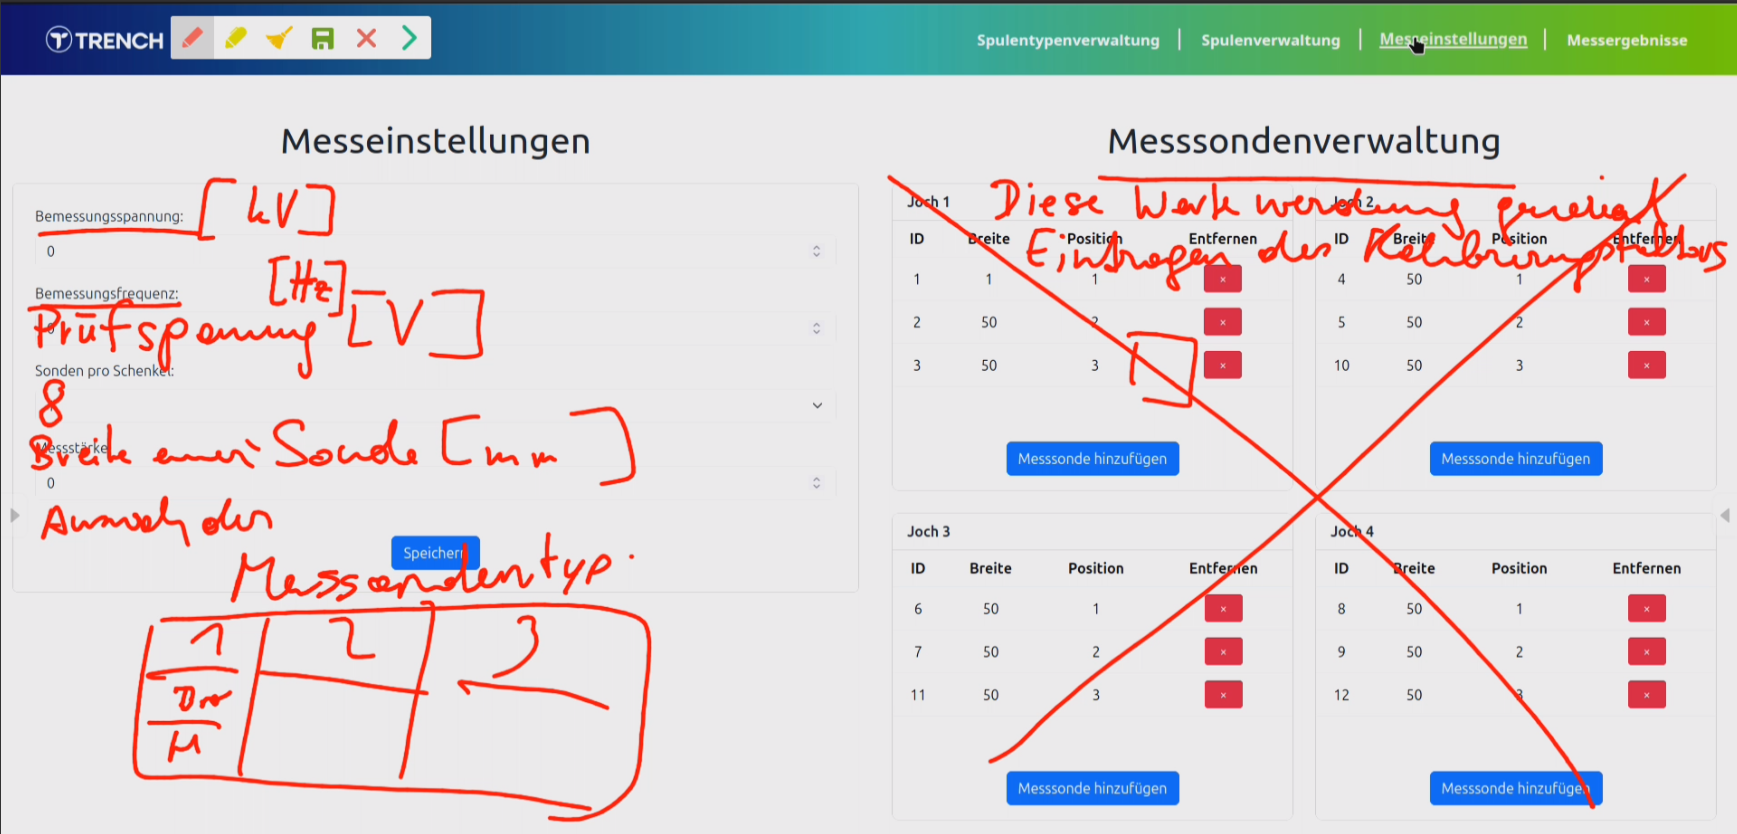 TRENCH
Spulentypenverwaltung | Spulenverwaltung | Messeinstellungen | Messergebnisse
Messeinstellungen
Bemessungsspannung: [kV]
0
Bemessungsfrequenz: [Hz]
Prüfspannung [V]
Sonden pro Schenkel:
8
Messstärke
Breite einer Sonde [mm]
0
Auswahl der
Speichern
Messsondentyp.
1 2 3
M
Messsondenverwaltung
Diese Werte werden
Eintragen des
Joch 1
ID Breite Position Entfernen
1 1 1 ×
2 50 2 ×
3 50 3 ×
Messsonde hinzufügen
Joch 2
ID Breite Position Entfernen
4 50 1 ×
5 50 2 ×
10 50 3 ×
Messsonde hinzufügen
Joch 3
ID Breite Position Entfernen
6 50 1 ×
7 50 2 ×
11 50 3 ×
Messsonde hinzufügen
Joch 4
ID Breite Position Entfernen
8 50 1 ×
9 50 2 ×
12 50 3 ×
Messsonde hinzufügen